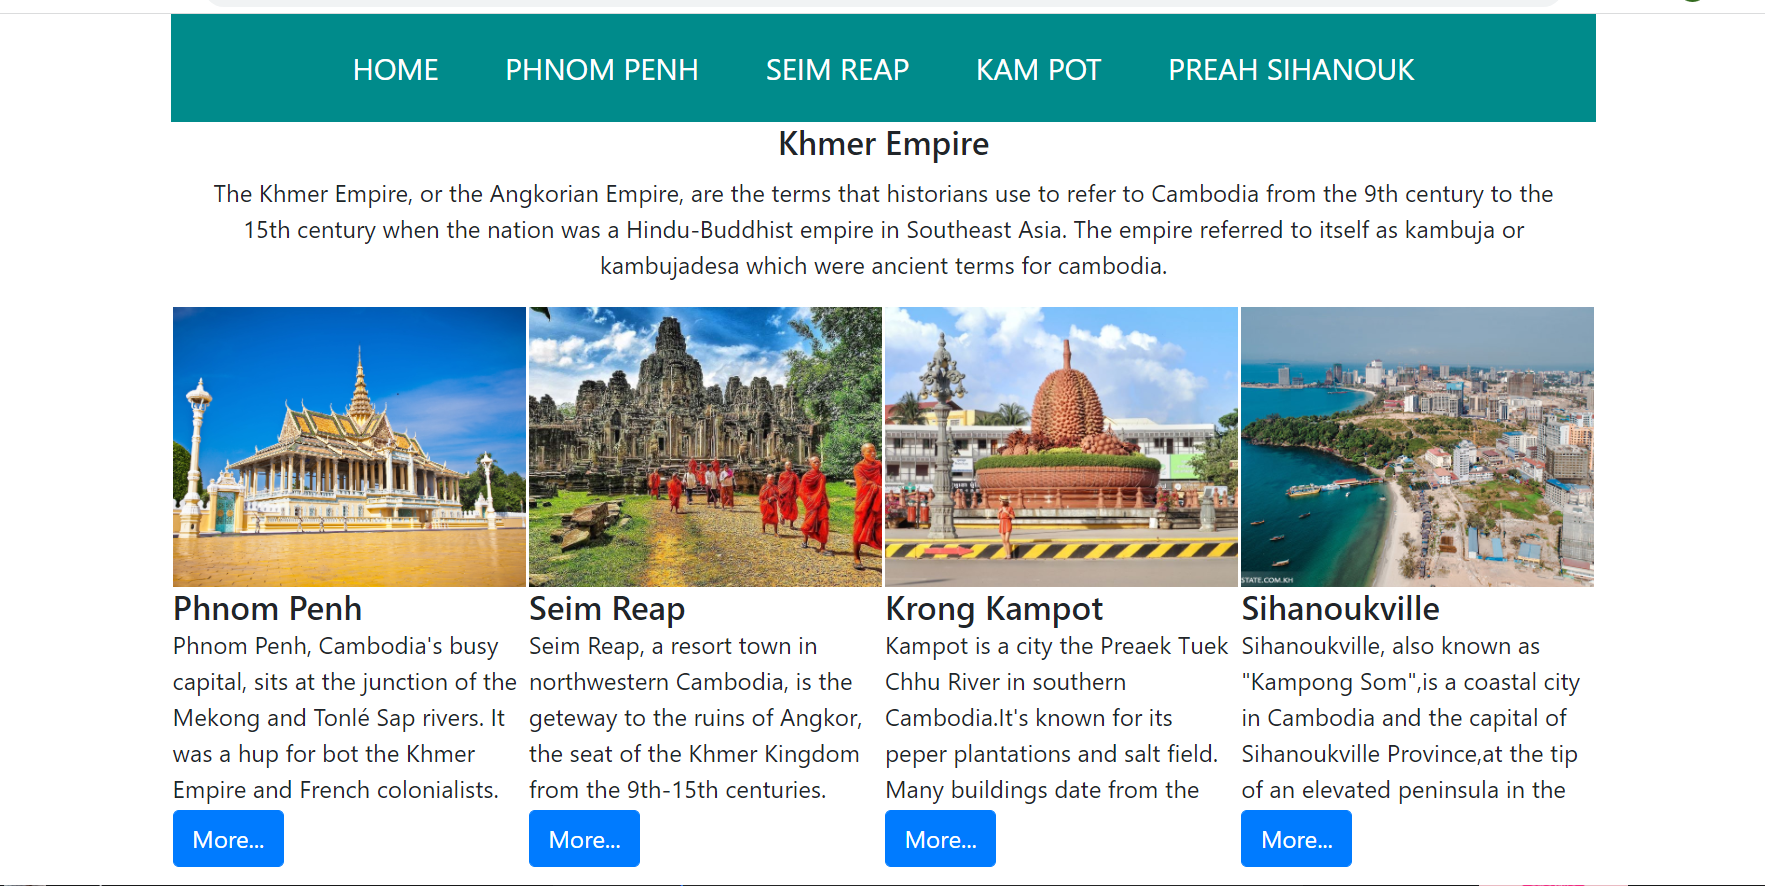 HOME PHNOM PENH SEIM REAP KAM POT PREAH SIHANOUK
Khmer Empire
The Khmer Empire, or the Angkorian Empire, are the terms that historians use to refer to Cambodia from the 9th century to the
15th century when the nation was a Hindu-Buddhist empire in Southeast Asia. The empire referred to itself as kambuja or
kambujadesa which were ancient terms for cambodia.
STATE.COM.KH
Phnom Penh
Phnom Penh, Cambodia's busy
capital, sits at the junction of the
Mekong and Tonlé Sap rivers. It
was a hup for bot the Khmer
Empire and French colonialists.
More...
Seim Reap
Seim Reap, a resort town in
northwestern Cambodia, is the
geteway to the ruins of Angkor,
the seat of the Khmer Kingdom
from the 9th-15th centuries.
More...
Krong Kampot
Kampot is a city the Preaek Tuek
Chhu River in southern
Cambodia.It's known for its
peper plantations and salt field.
Many buildings date from the
More...
Sihanoukville
Sihanoukville, also known as
"Kampong Som",is a coastal city
in Cambodia and the capital of
Sihanoukville Province,at the tip
of an elevated peninsula in the
More...